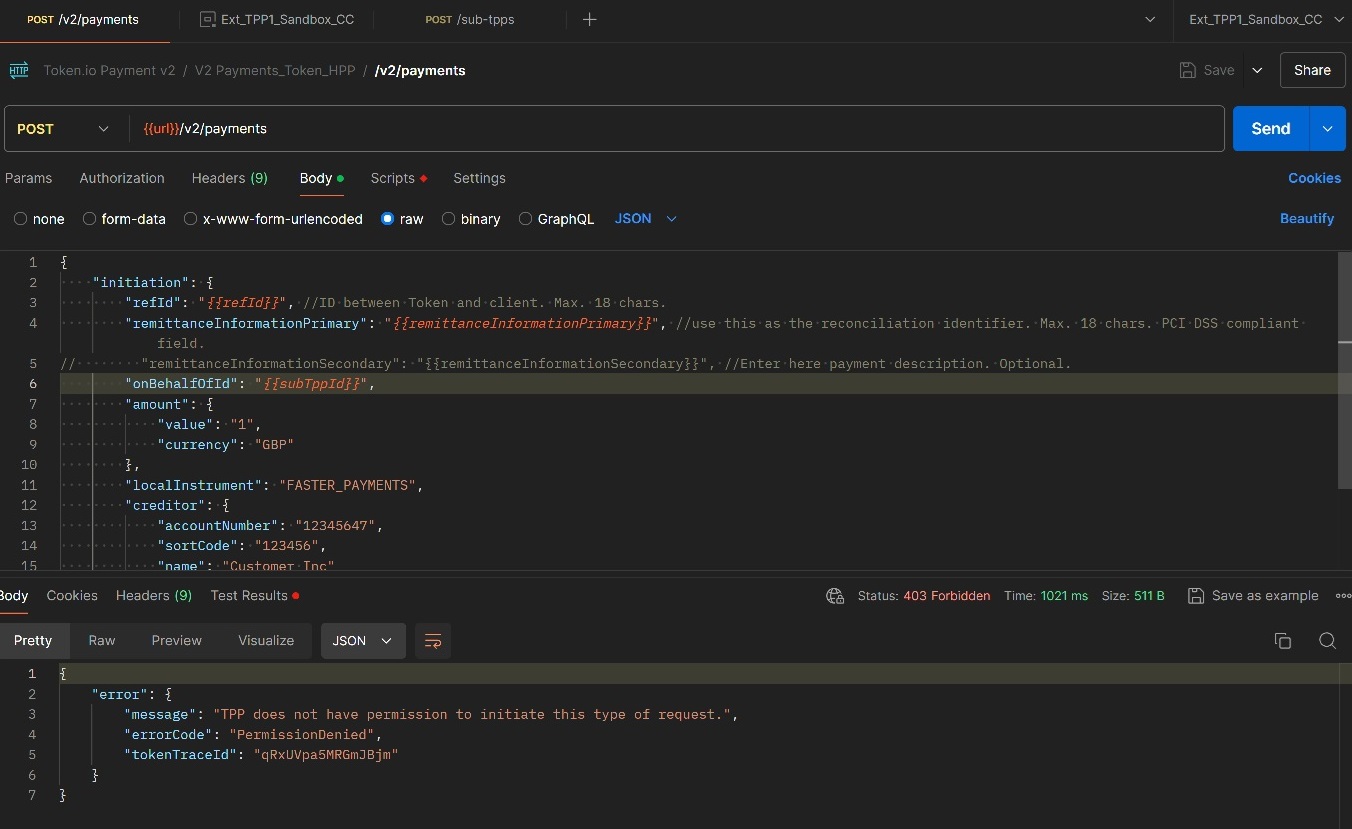 POST /v2/payments Ext_TPP1_Sandbox_CC POST /sub-tpps Ext_TPP1_Sandbox_CC
HTTP Token.io Payment v2 / V2 Payments_Token_HPP / /v2/payments Save Share
POST {{url}}/v2/payments Send
Params Authorization Headers (9) Body Scripts Settings Cookies
none form-data x-www-form-urlencoded raw binary GraphQL JSON Beautify
1 {
2 "initiation": {
3 "refId": "{{refId}}", //ID between Token and client. Max. 18 chars.
4 "remittanceInformationPrimary": "{{remittanceInformationPrimary}}", //use this as the reconciliation identifier. Max. 18 chars. PCI DSS compliant
field.
5 // "remittanceInformationSecondary": "{{remittanceInformationSecondary}}", //Enter here payment description. Optional.
6 "onBehalfOfId": "{{subTppId}}",
7 "amount": {
8 "value": "1",
9 "currency": "GBP"
10 },
11 "localInstrument": "FASTER_PAYMENTS",
12 "creditor": {
13 "accountNumber": "12345647",
14 "sortCode": "123456",
15 "name": "Customer Inc"
Body Cookies Headers (9) Test Results Status: 403 Forbidden Time: 1021 ms Size: 511 B Save as example
Pretty Raw Preview Visualize JSON
1 {
2 "error": {
3 "message": "TPP does not have permission to initiate this type of request.",
4 "errorCode": "PermissionDenied",
5 "tokenTraceId": "qRxUVpa5MRGmJBjm"
6 }
7 }